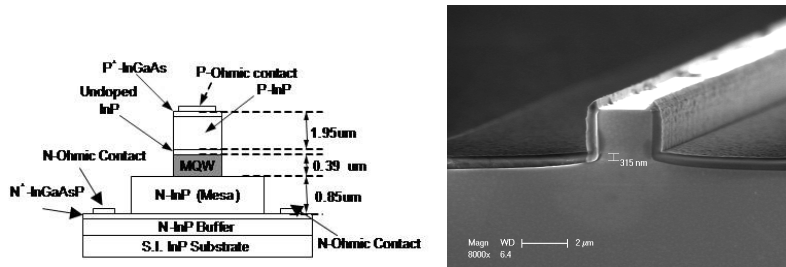 P+-InGaAs
P-Ohmic contact
Undoped
InP
P-InP
1.95um
N-Ohmic Contact
MQW
0.39 um
N+-InGaAsP
N-InP (Mesa)
0.85um
N-InP Buffer
N-Ohmic Contact
S.I. InP Substrate
315 nm
Magn WD 2 µm
8000x 6.4